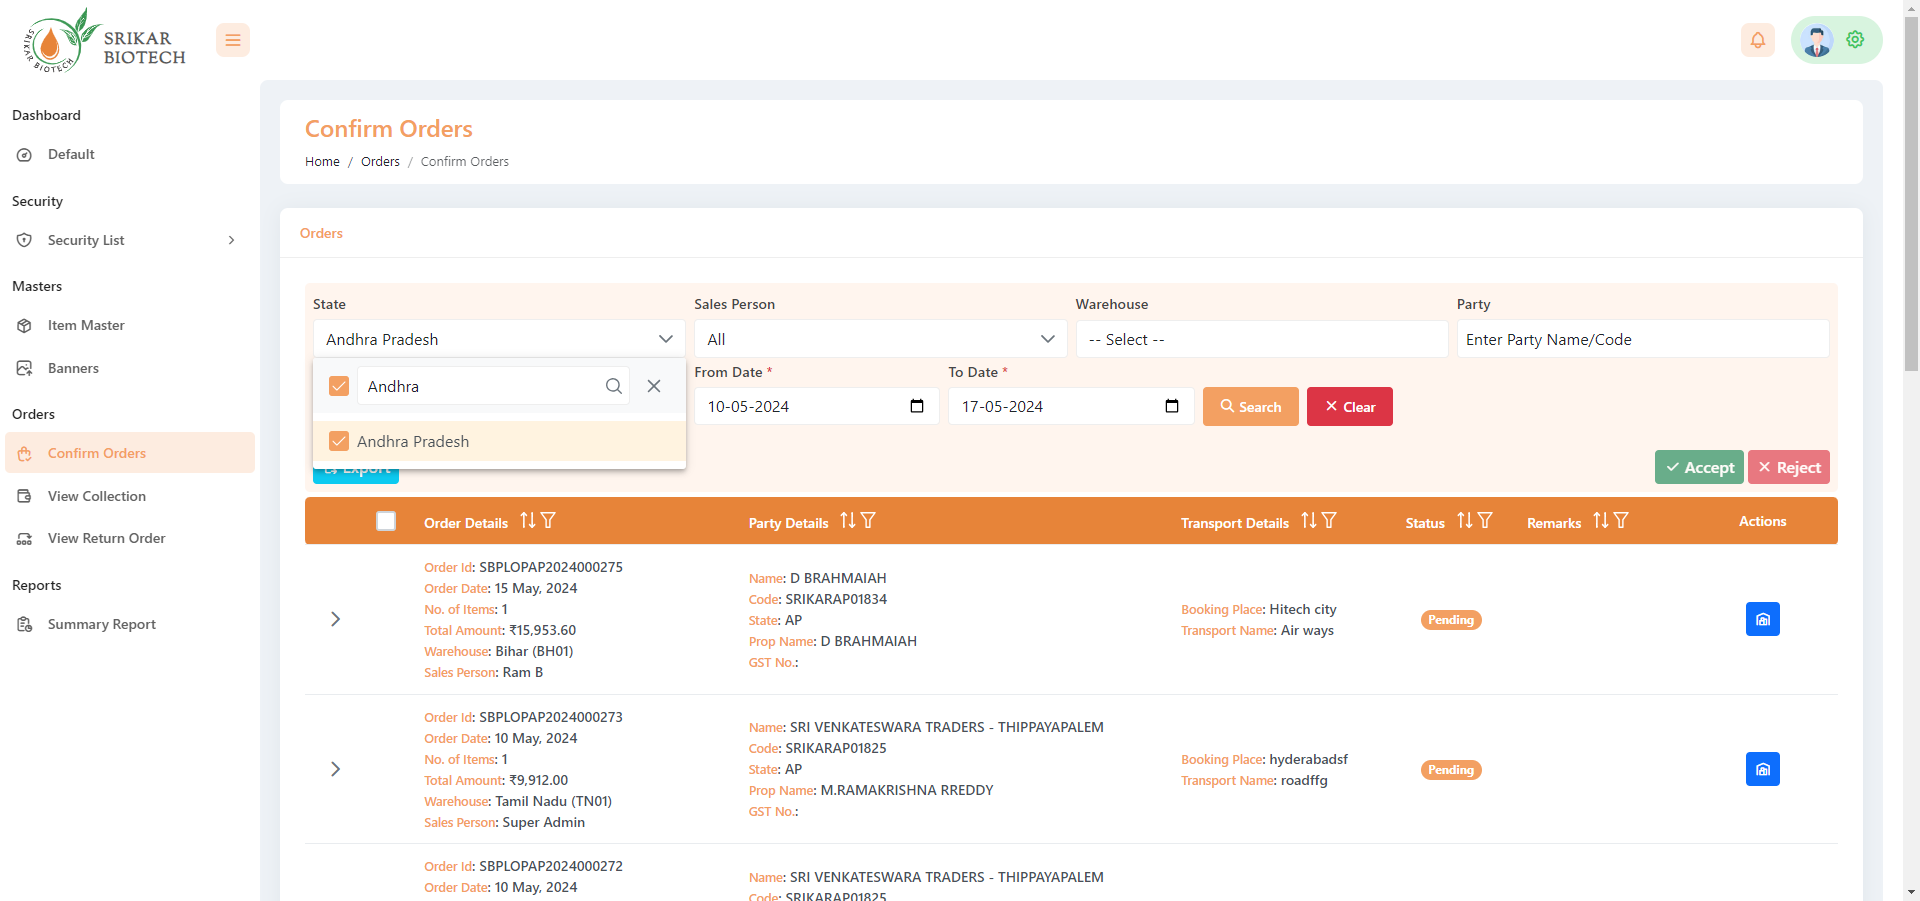 SRIKAR BIOTECH
SRIKAR
BIOTECH
Dashboard
Default
Security
Security List
Masters
Item Master
Banners
Orders
Confirm Orders
View Collection
View Return Order
Reports
Summary Report
Confirm Orders
Home / Orders / Confirm Orders
Orders
State Sales Person Warehouse Party
Andhra Pradesh All -- Select -- Enter Party Name/Code
From Date * To Date *
Andhra
10-05-2024 17-05-2024 Search Clear
Andhra Pradesh
Export Accept Reject
Order Details Party Details Transport Details Status Remarks Actions
Order Id: SBPLOPAP2024000275
Order Date: 15 May, 2024
No. of Items: 1
Total Amount: ₹15,953.60
Warehouse: Bihar (BH01)
Sales Person: Ram B
Name: D BRAHMAIAH
Code: SRIKARAP01834
State: AP
Prop Name: D BRAHMAIAH
GST No.:
Booking Place: Hitech city
Transport Name: Air ways
Pending
Order Id: SBPLOPAP2024000273
Order Date: 10 May, 2024
No. of Items: 1
Total Amount: ₹9,912.00
Warehouse: Tamil Nadu (TN01)
Sales Person: Super Admin
Name: SRI VENKATESWARA TRADERS - THIPPAYAPALEM
Code: SRIKARAP01825
State: AP
Prop Name: M.RAMAKRISHNA RREDDY
GST No.:
Booking Place: hyderabadsf
Transport Name: roadffg
Pending
Order Id: SBPLOPAP2024000272
Order Date: 10 May, 2024
Name: SRI VENKATESWARA TRADERS - THIPPAYAPALEM
Code: SRIKARAP01825